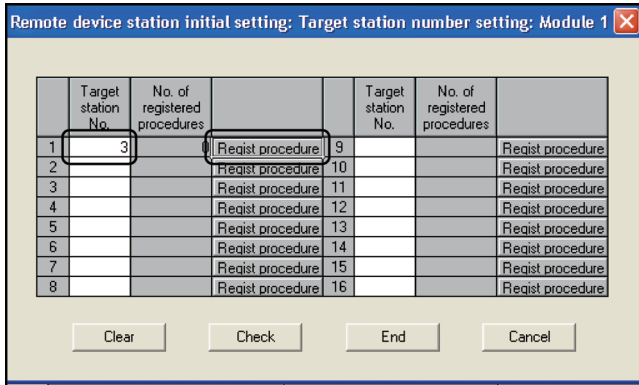 Remote device station initial setting: Target station number setting: Module 1
Target station No. No. of registered procedures Target station No. No. of registered procedures
1 3 0 Regist procedure 9 Regist procedure
2 Regist procedure 10 Regist procedure
3 Regist procedure 11 Regist procedure
4 Regist procedure 12 Regist procedure
5 Regist procedure 13 Regist procedure
6 Regist procedure 14 Regist procedure
7 Regist procedure 15 Regist procedure
8 Regist procedure 16 Regist procedure
Clear Check End Cancel